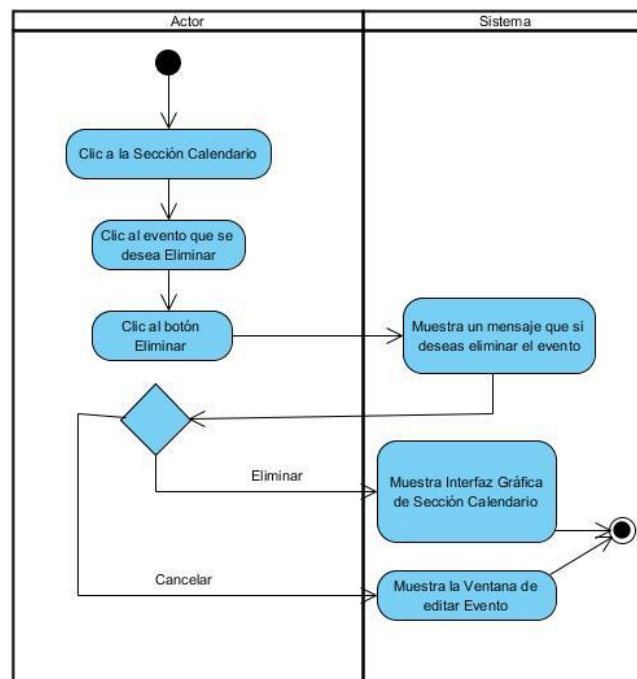 Actor
Sistema
Clic a la Sección Calendario
Clic al evento que se
desea Eliminar
Clic al botón
Eliminar
Muestra un mensaje que si
deseas eliminar el evento
Eliminar
Muestra Interfaz Gráfica
de Sección Calendario
Cancelar
Muestra la Ventana de
editar Evento